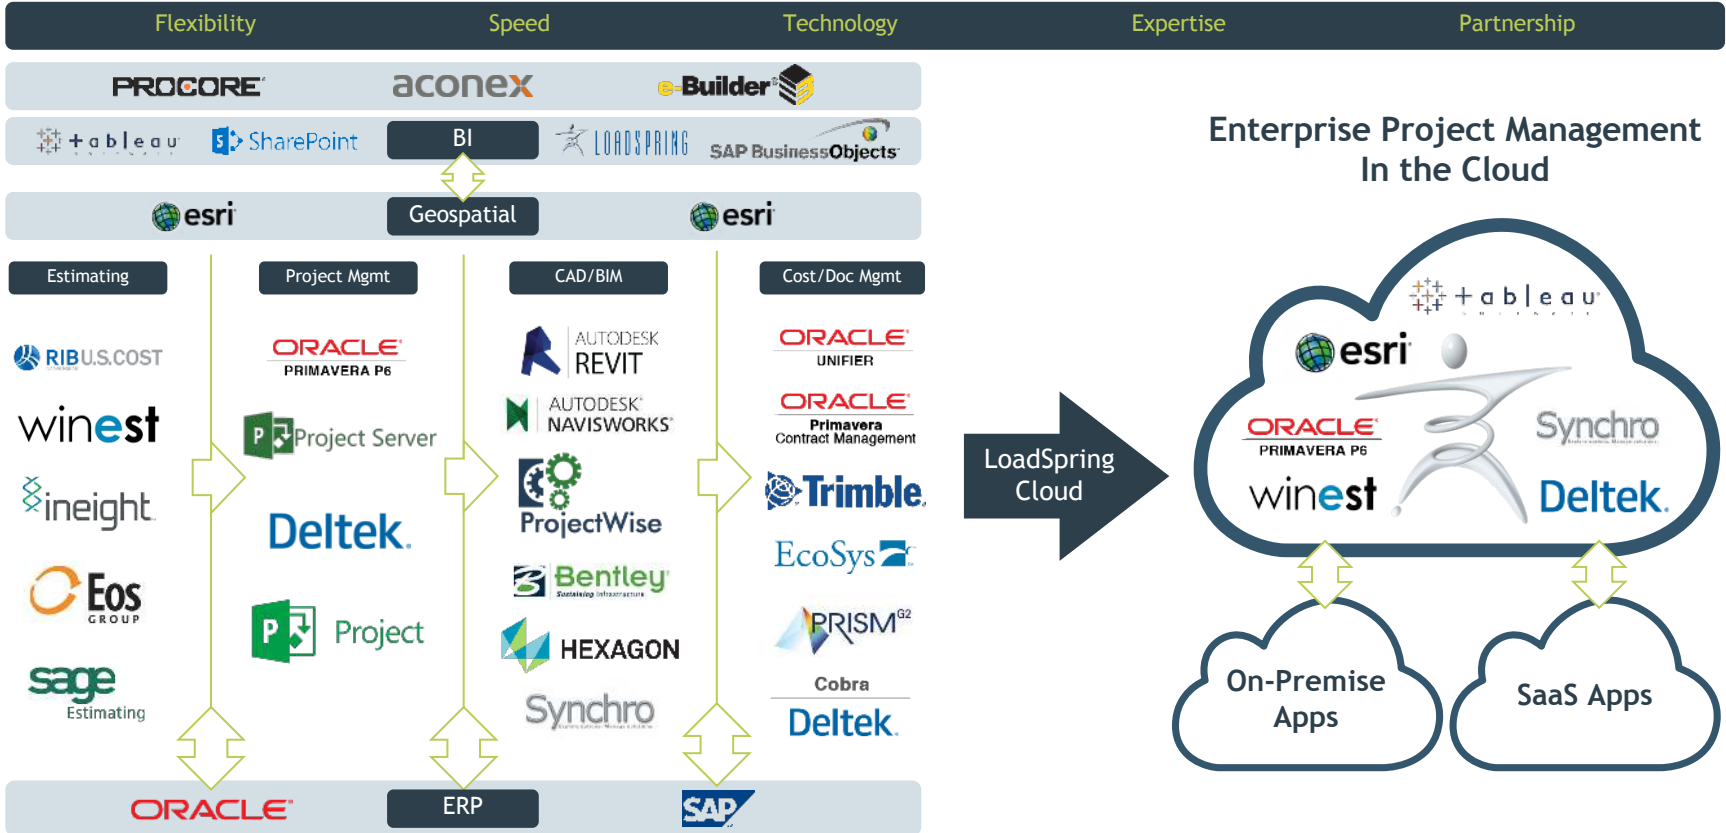 Flexibility Speed Technology Expertise Partnership
PROCORE aconex e-Builder
tableau SharePoint BI LOADSPRING SAP BusinessObjects
esri Geospatial esri
Estimating Project Mgmt CAD/BIM Cost/Doc Mgmt
RIB U.S. COST
winest
ineight
Eos
GROUP
sage
Estimating
ORACLE
PRIMAVERA P6
P Project Server
Deltek.
P Project
AUTODESK
REVIT
AUTODESK
NAVISWORKS
ProjectWise
Bentley
Sustaining Infrastructure
HEXAGON
Synchro
ORACLE
UNIFIER
ORACLE
Primavera
Contract Management
Trimble
EcoSys
PRISM G2
Cobra
Deltek.
ORACLE ERP SAP
LoadSpring
Cloud
Enterprise Project Management
In the Cloud
tableau
esri
ORACLE
PRIMAVERA P6
Synchro
winest
Deltek.
On-Premise
Apps
SaaS Apps